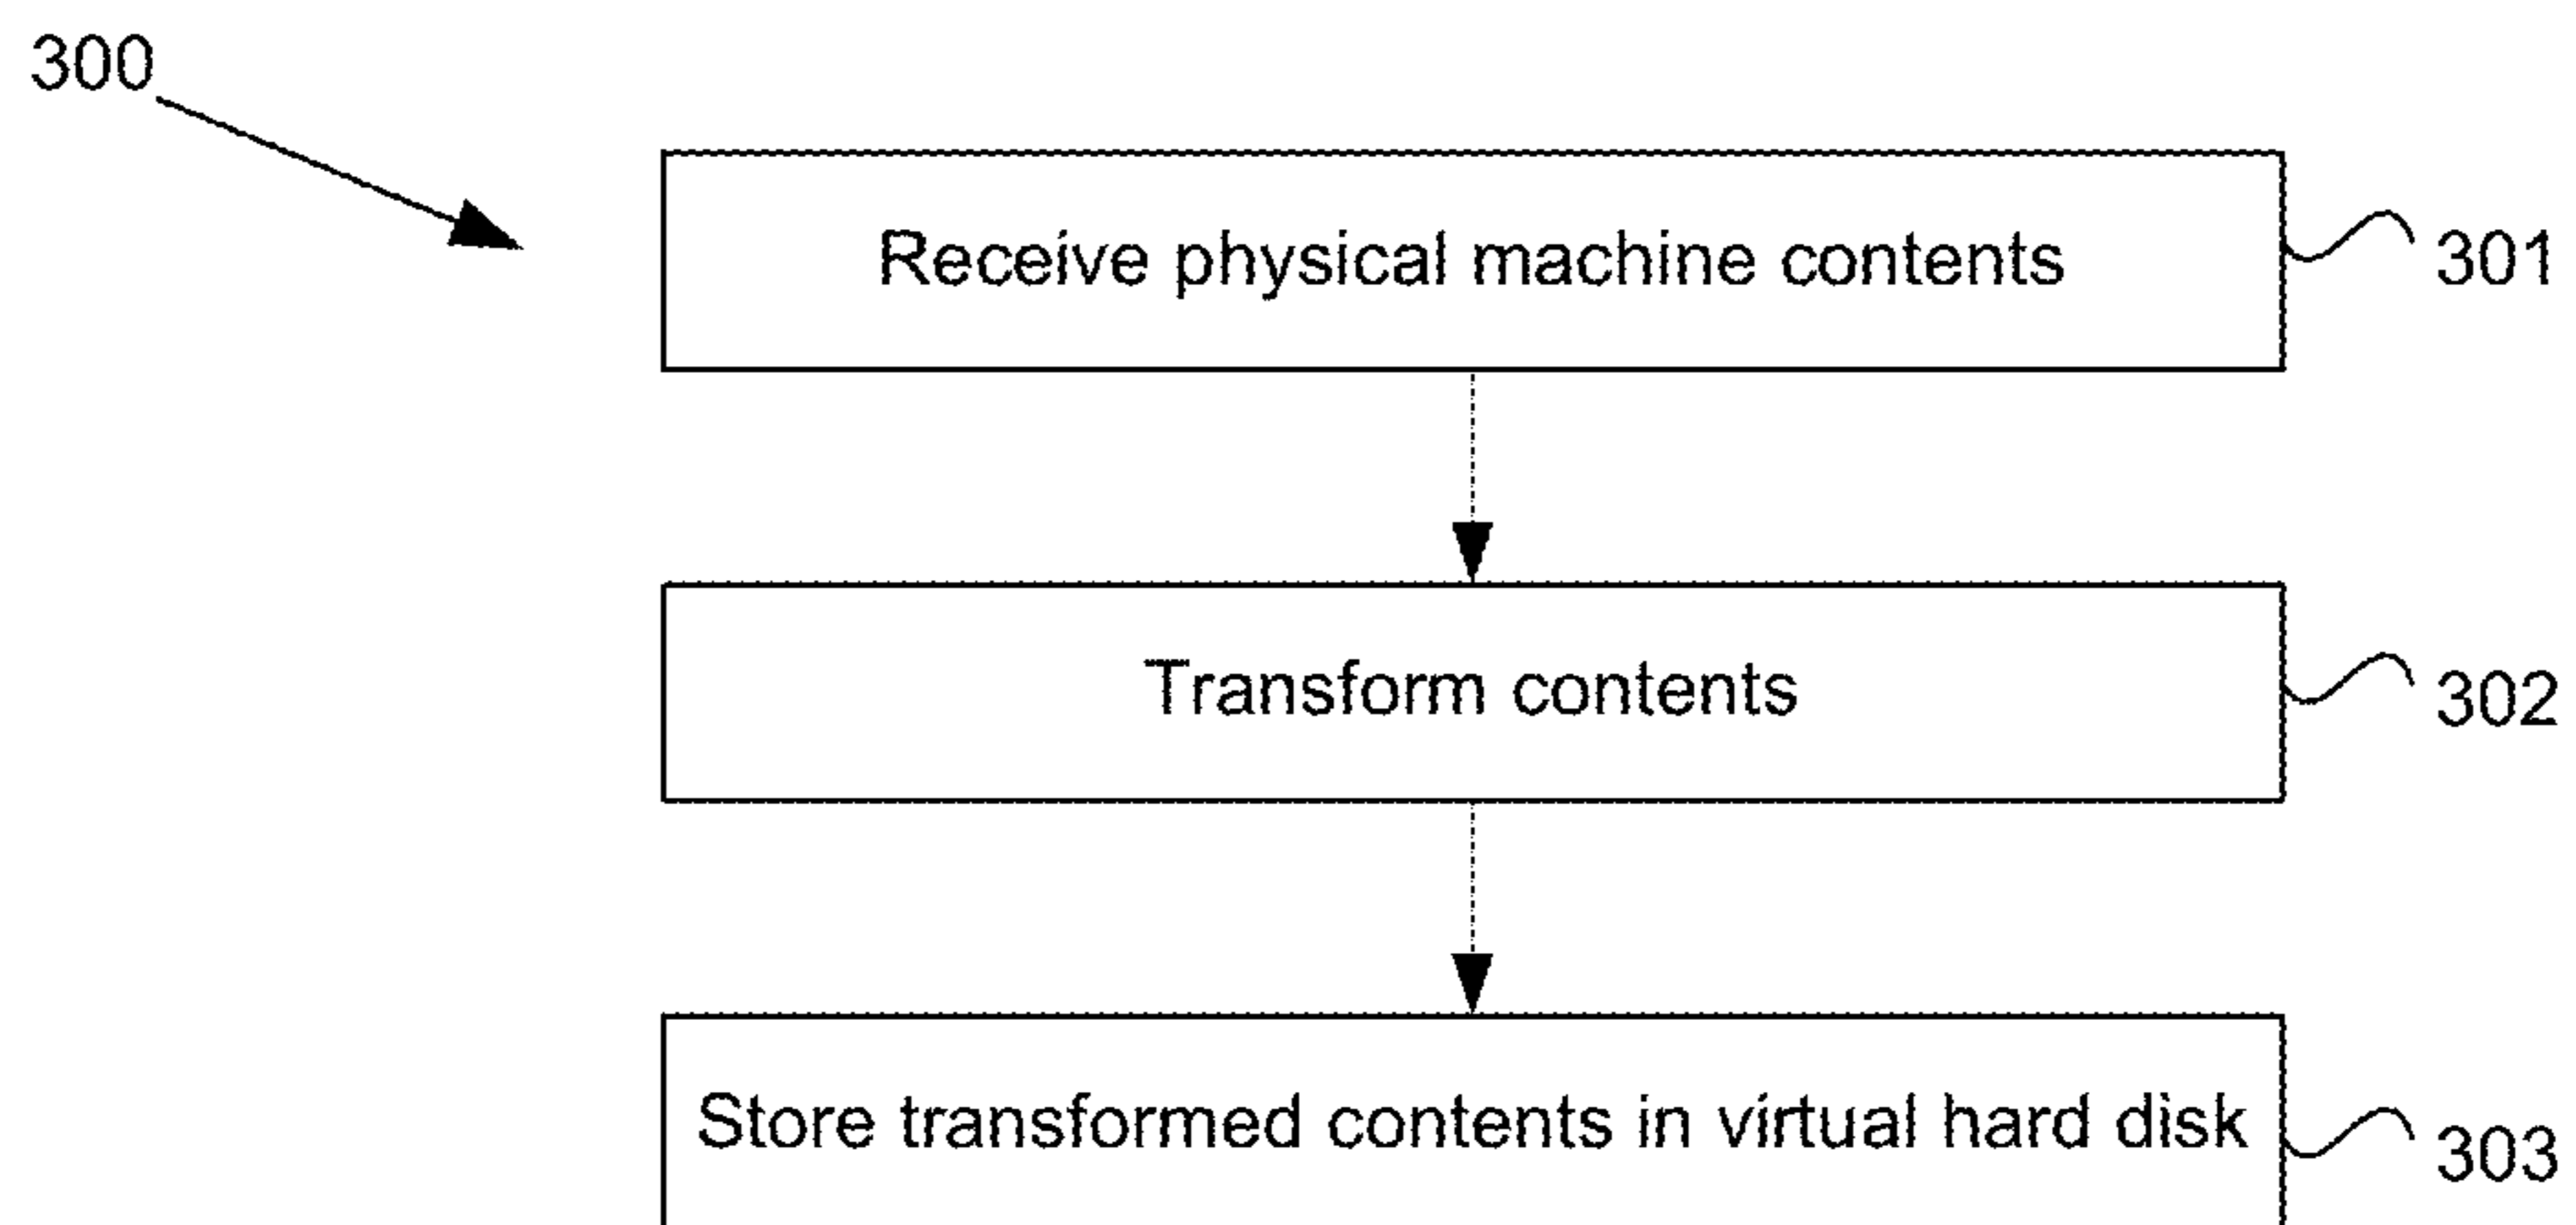 300
Receive physical machine contents
301
Transform contents
302
Store transformed contents in virtual hard disk
303